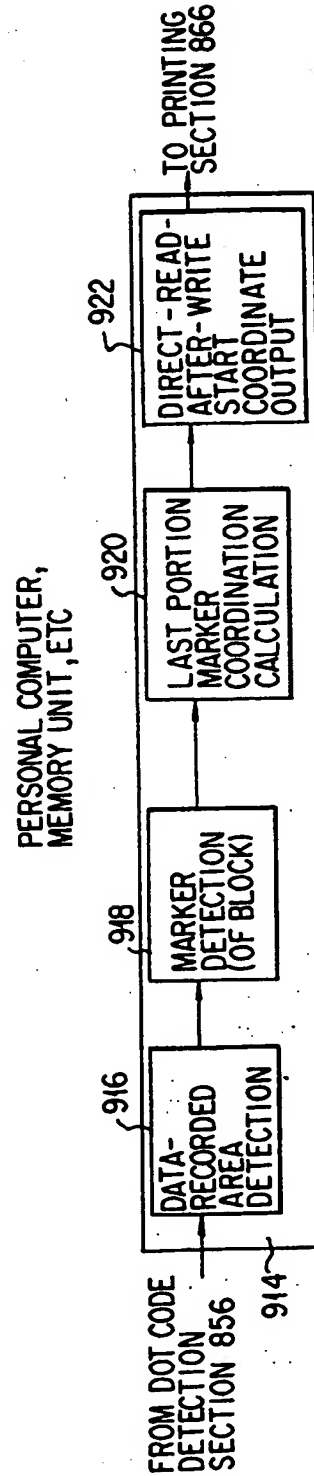 PERSONAL COMPUTER,
MEMORY UNIT, ETC
FROM DOT CODE
DETECTION
SECTION 856
914
916
DATA-
RECORDED
AREA
DETECTION
918
MARKER
DETECTION
(OF BLOCK)
920
LAST PORTION
MARKER
COORDINATION
CALCULATION
922
DIRECT-READ-
AFTER-WRITE
START
COORDINATE
OUTPUT
TO PRINTING
SECTION 866